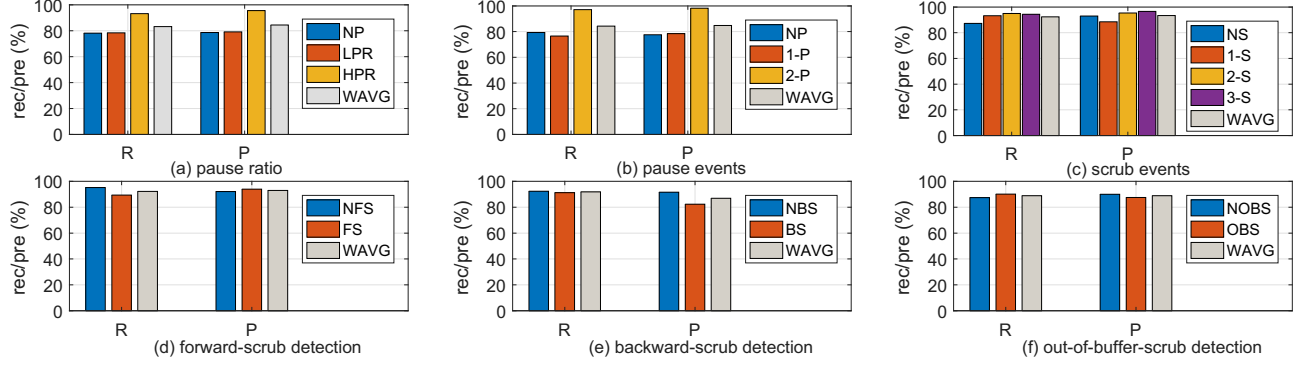 rec/pre (%)
100
80
60
40
20
0
R
P
NP
LPR
HPR
WAVG
(a) pause ratio
rec/pre (%)
100
80
60
40
20
0
R
P
NP
1-P
2-P
WAVG
(b) pause events
rec/pre (%)
100
80
60
40
20
0
R
P
NS
1-S
2-S
3-S
WAVG
(c) scrub events
rec/pre (%)
100
80
60
40
20
0
R
P
NFS
FS
WAVG
(d) forward-scrub detection
rec/pre (%)
100
80
60
40
20
0
R
P
NBS
BS
WAVG
(e) backward-scrub detection
rec/pre (%)
100
80
60
40
20
0
R
P
NOBS
OBS
WAVG
(f) out-of-buffer-scrub detection